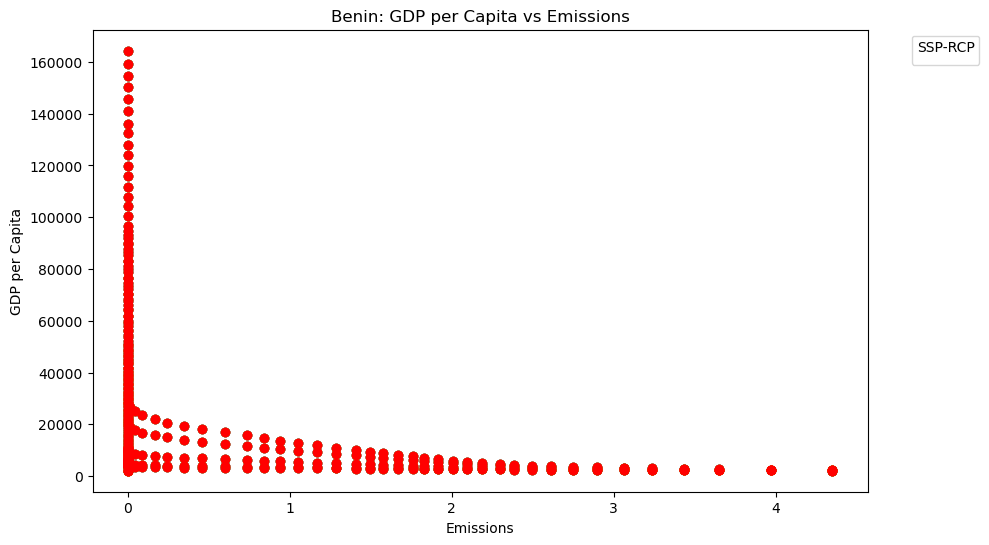 Benin: GDP per Capita vs Emissions
SSP-RCP
160000
140000
120000
100000
80000
60000
40000
20000
0
GDP per Capita
0 1 2 3 4
Emissions